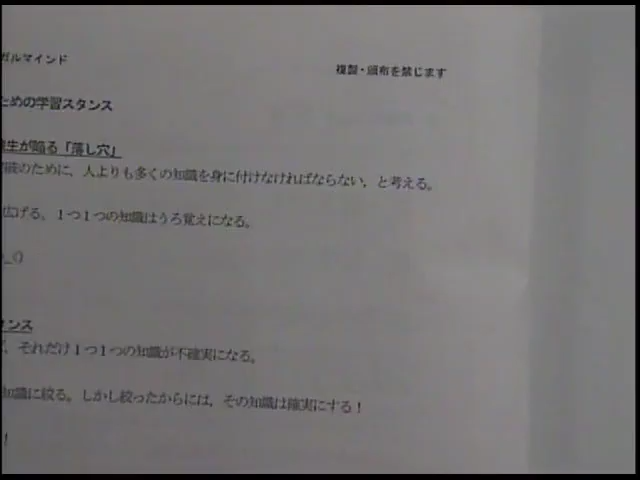 ガルマインド
複製・頒布を禁じます
ための学習スタンス
生が陥る「落し穴」
破のために，人よりも多くの知識を身に付けなければならない，と考える。
広げる。１つ１つの知識はうろ覚えになる。
_O
タンス
，それだけ１つ１つの知識が不確実になる。
知識に絞る。しかし絞ったからには，その知識は確実にする！
！